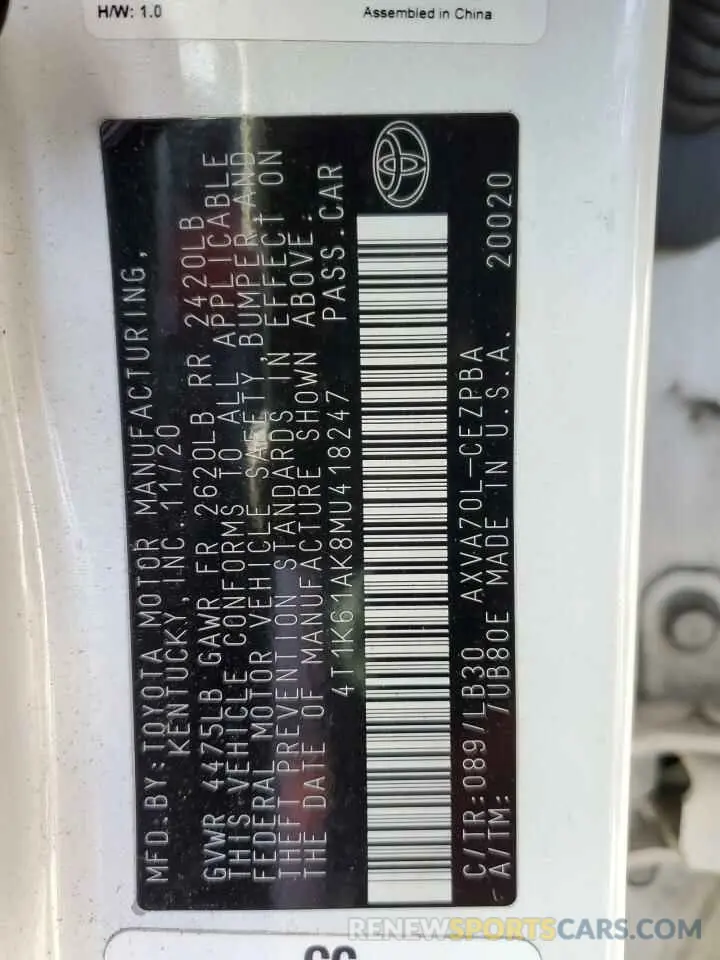 H/W: 1.0 Assembled in China
MFD.BY:TOYOTA MOTOR MANUFACTURING,
KENTUCKY,INC. 11/20
GVWR 4475LB GAWR FR 2620LB RR 2420LB
THIS VEHICLE CONFORMS TO ALL APPLICABLE
FEDERAL MOTOR VEHICLE SAFETY, BUMPER, AND
THEFT PREVENTION STANDARDS IN EFFECT ON
THE DATE OF MANUFACTURE SHOWN ABOVE.
4T1K61AK8MU418247 PASS.CAR
C/TR:089/LB30 AXVA70L-CEZPBA
A/TM: /UB80E MADE IN U.S.A. 20020
RENEWSPORTSCARS.COM